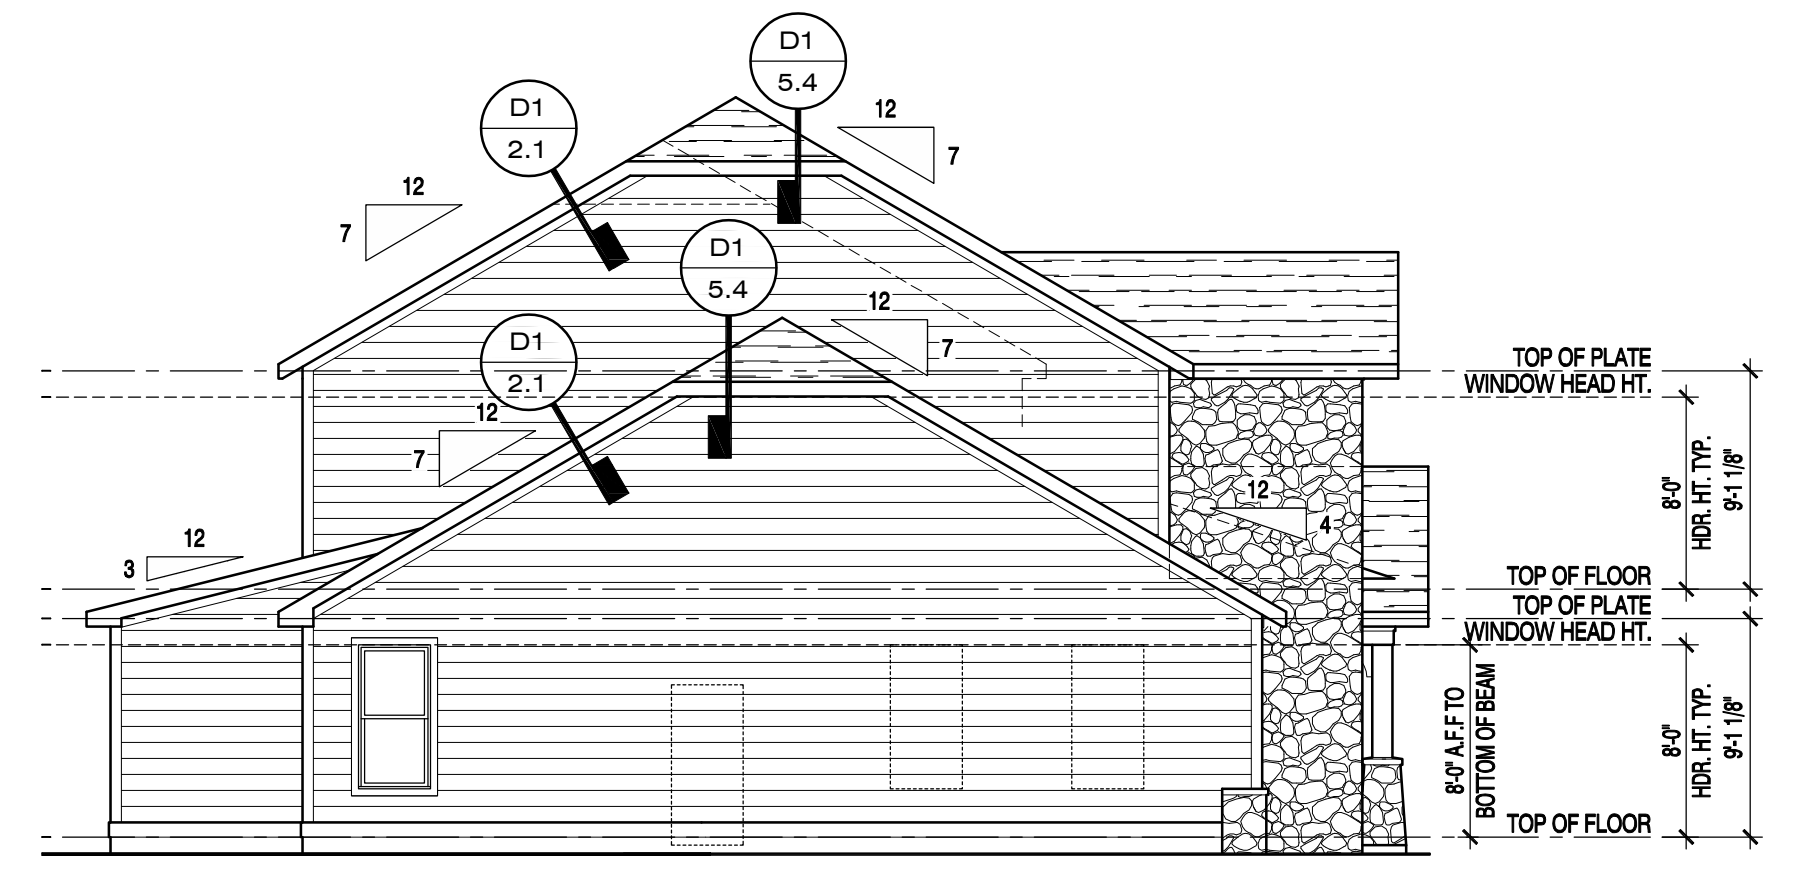 D1
5.4
D1
2.1
12
7
12
7
D1
5.4
12
7
D1
2.1
TOP OF PLATE
WINDOW HEAD HT.
12
7
12
4
8'-0"
HDR. HT. TYP.
9'-1 1/8"
12
3
TOP OF FLOOR
TOP OF PLATE
WINDOW HEAD HT.
8'-0" A.F.F TO
BOTTOM OF BEAM
8'-0"
HDR. HT. TYP.
9'-1 1/8"
TOP OF FLOOR